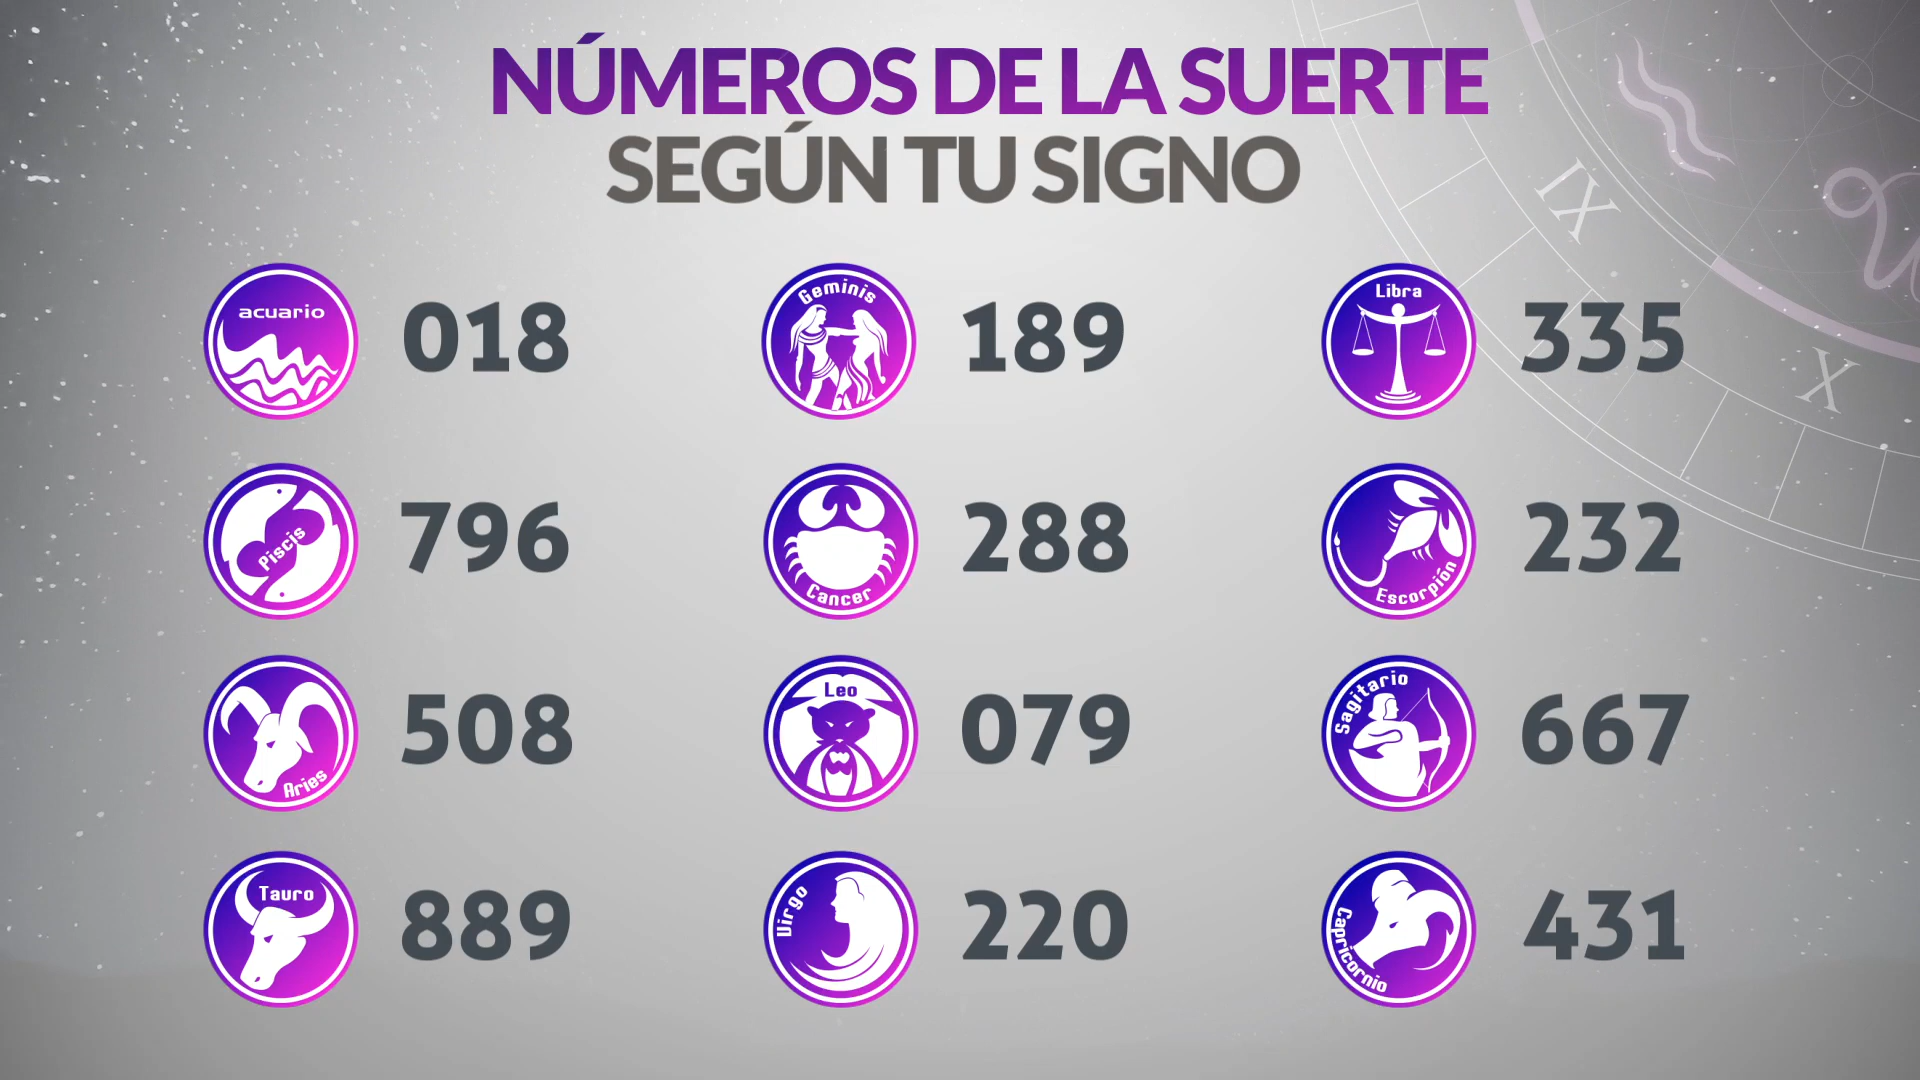 NÚMEROS DE LA SUERTE
SEGÚN TU SIGNO
acuario 018
Geminis 189
Libra 335
Piscis 796
Cancer 288
Escorpión 232
Aries 508
Leo 079
Sagitario 667
Tauro 889
Virgo 220
Capricornio 431
IX
X